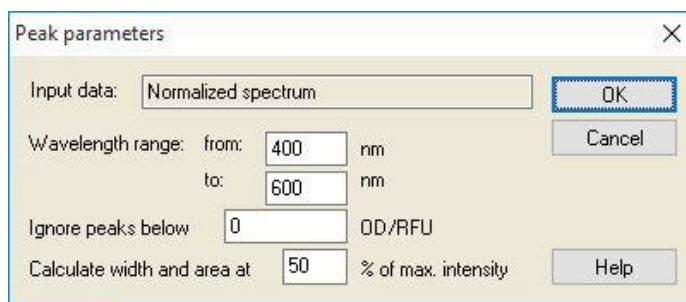 Peak parameters
Input data: Normalized spectrum OK
Wavelength range: from: 400 nm Cancel
to: 600 nm
Ignore peaks below 0 OD/RFU
Calculate width and area at 50 % of max. intensity Help